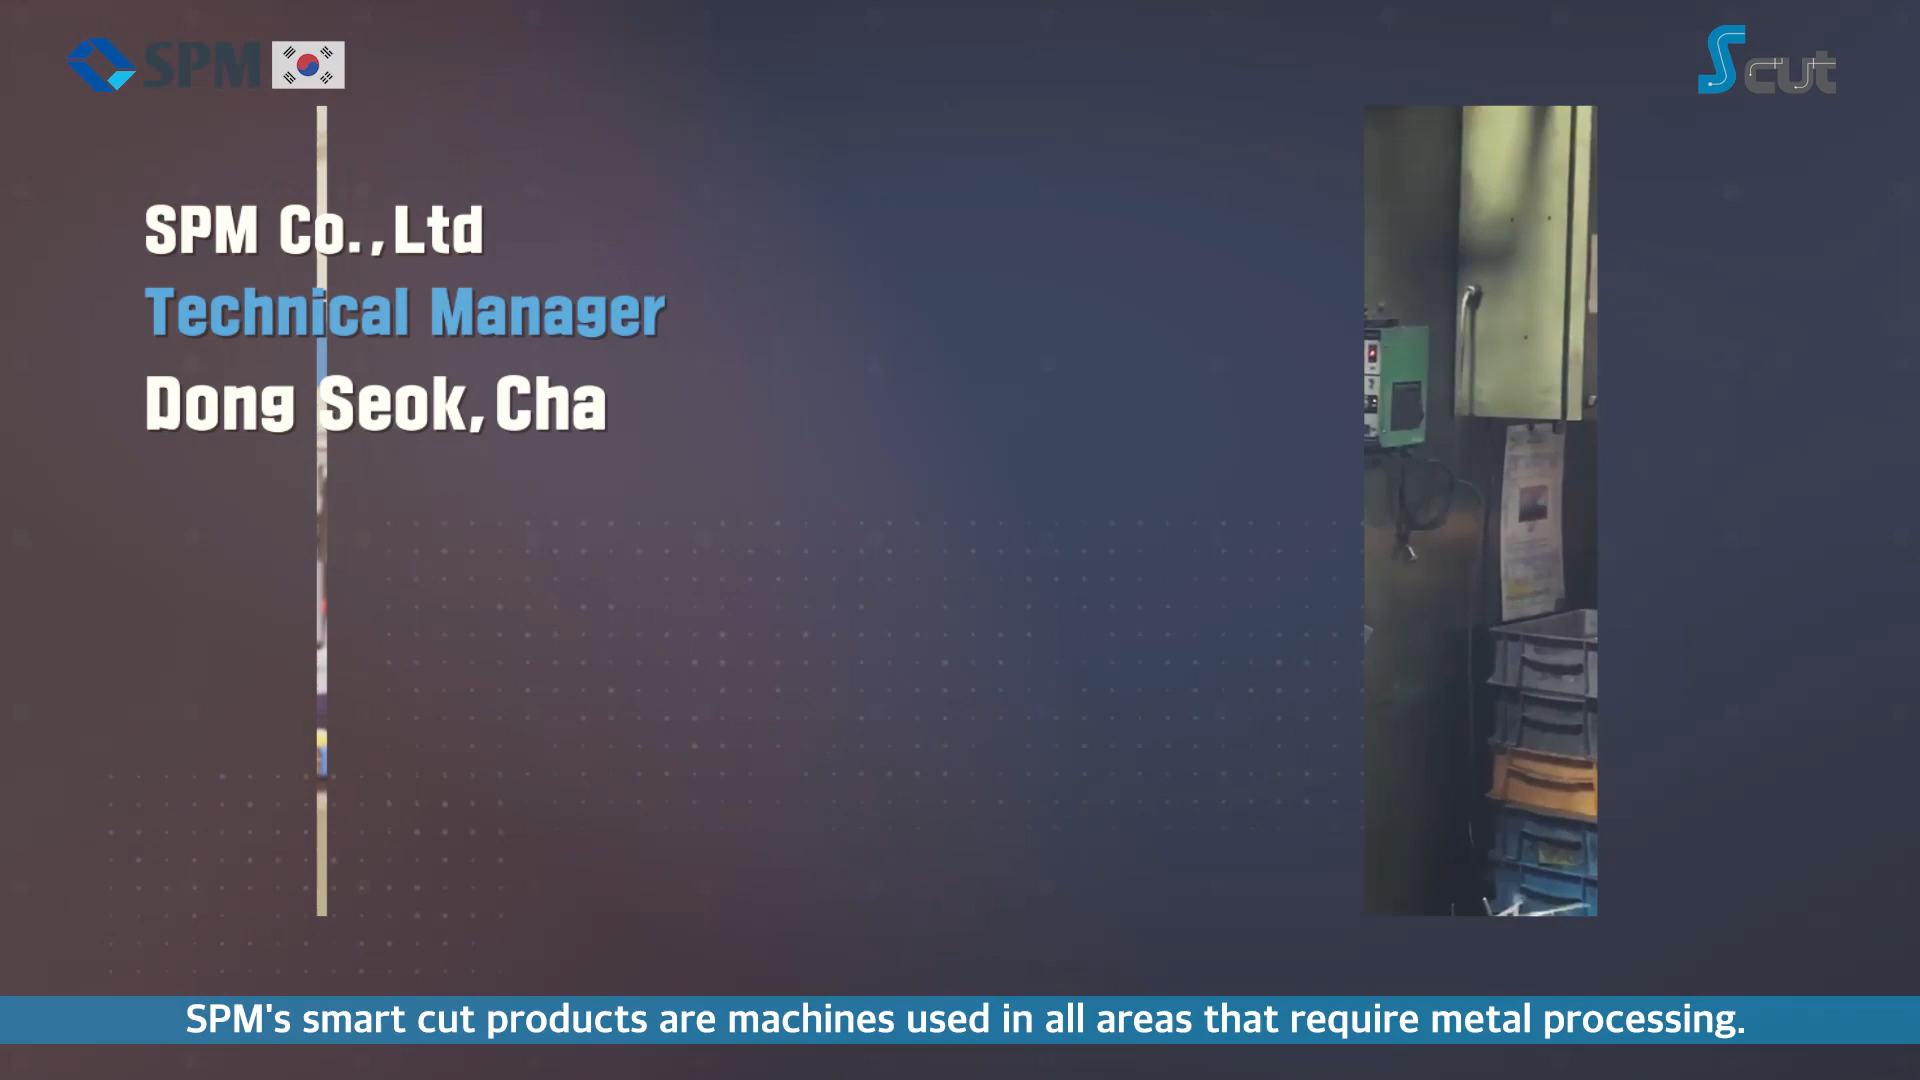 SPM
Scut
SPM Co.,Ltd
Technical Manager
Dong Seok,Cha
SPM's smart cut products are machines used in all areas that require metal processing.